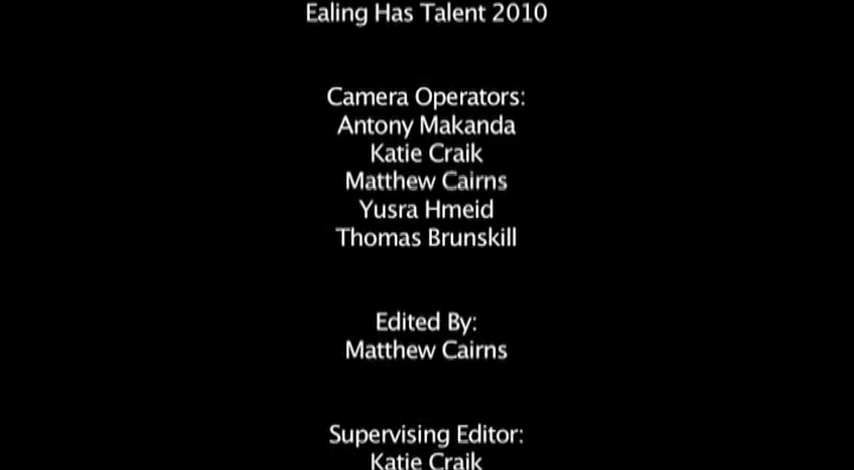 Ealing Has Talent 2010
Camera Operators:
Antony Makanda
Katie Craik
Matthew Cairns
Yusra Hmeid
Thomas Brunskill
Edited By:
Matthew Cairns
Supervising Editor:
Katie Craik